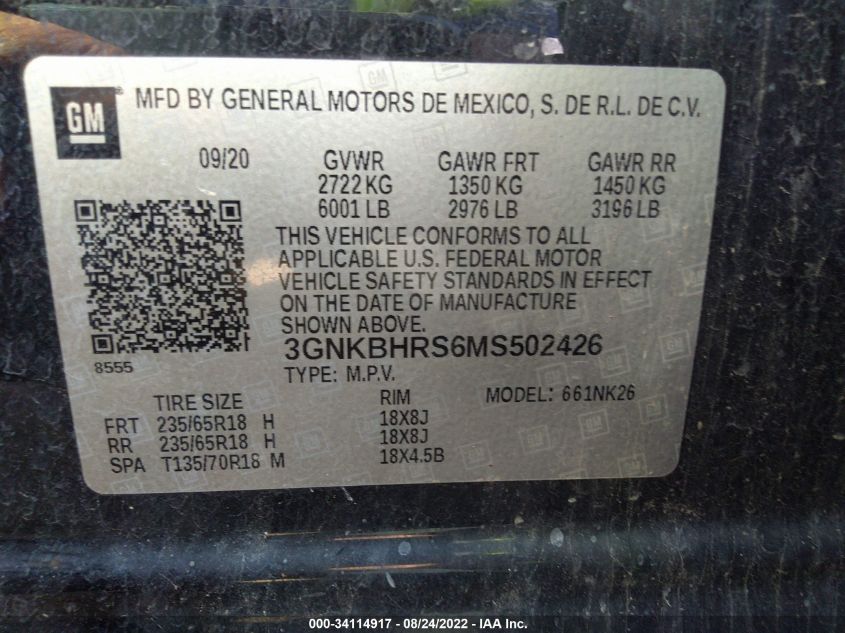 GM
MFD BY GENERAL MOTORS DE MEXICO, S. DE R.L. DE C.V.
09/20 GVWR GAWR FRT GAWR RR
2722 KG 1350 KG 1450 KG
6001 LB 2976 LB 3196 LB
THIS VEHICLE CONFORMS TO ALL
APPLICABLE U.S. FEDERAL MOTOR
VEHICLE SAFETY STANDARDS IN EFFECT
ON THE DATE OF MANUFACTURE
SHOWN ABOVE.
8555
3GNKBHRS6MS502426
TYPE: M.P.V. MODEL: 661NK26
TIRE SIZE RIM
FRT 235/65R18 H 18X8J
RR 235/65R18 H 18X8J
SPA T135/70R18 M 18X4.5B
000-34114917 - 08/24/2022 - IAA Inc.